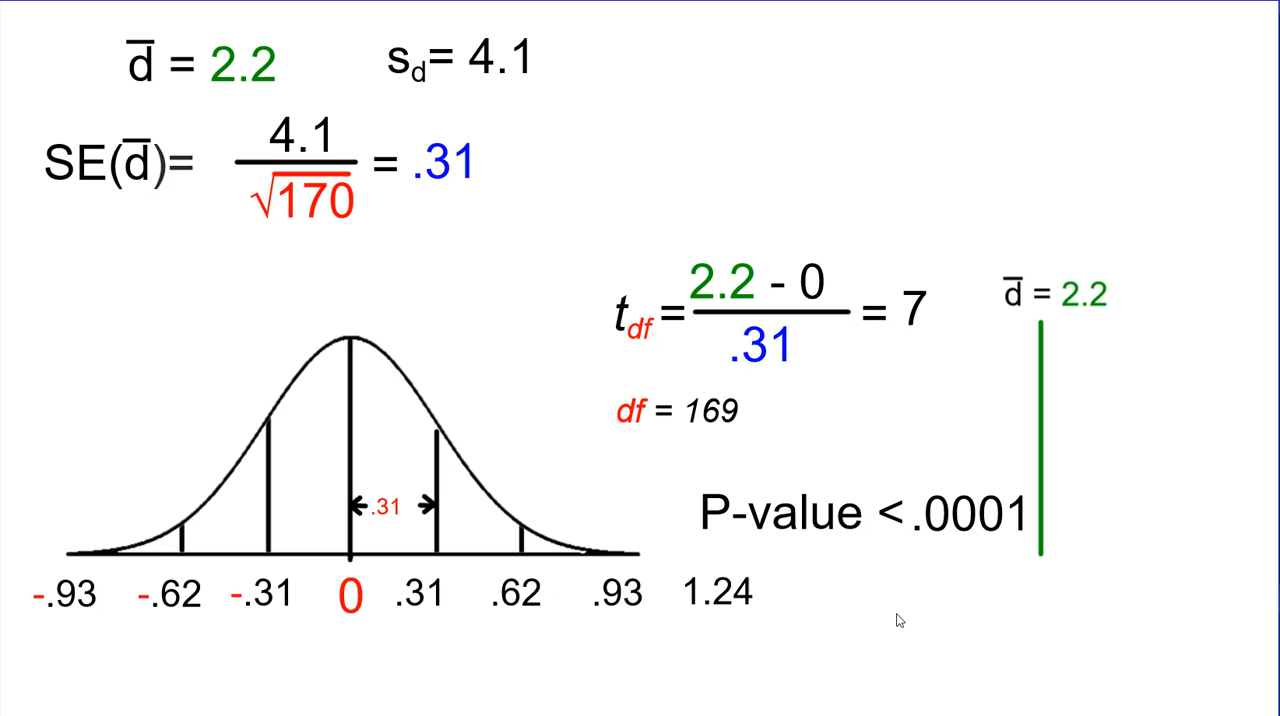 d̅ = 2.2 s_d= 4.1
SE(d̅)= 4.1 / √170 = .31
t_df = 2.2 - 0 / .31 = 7
d̅ = 2.2
df = 169
.31
P-value < .0001
-.93 -.62 -.31 0 .31 .62 .93 1.24